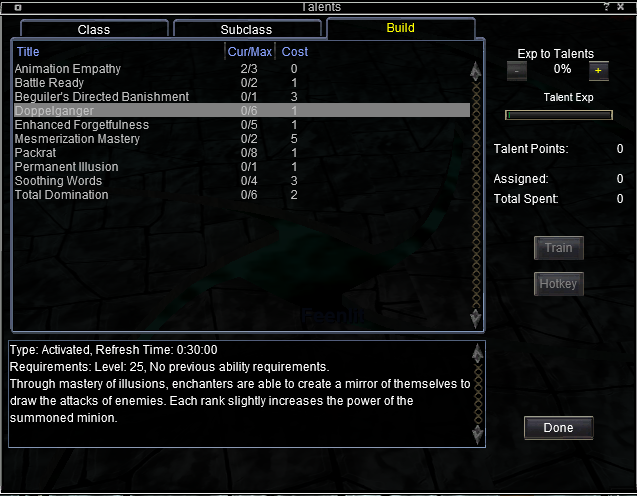 Talents
? ×
Class Subclass Build
Title Cur/Max Cost
Animation Empathy 2/3 0
Battle Ready 0/2 1
Beguiler's Directed Banishment 0/1 3
Doppelganger 0/6 1
Enhanced Forgetfulness 0/5 1
Mesmerization Mastery 0/2 5
Packrat 0/8 1
Permanent Illusion 0/1 1
Soothing Words 0/4 3
Total Domination 0/6 2
Exp to Talents
- 0% +
Talent Exp
Talent Points: 0
Assigned: 0
Total Spent: 0
Train
Hotkey
Type: Activated, Refresh Time: 0:30:00
Requirements: Level: 25, No previous ability requirements.
Through mastery of illusions, enchanters are able to create a mirror of themselves to
draw the attacks of enemies. Each rank slightly increases the power of the
summoned minion.
Done